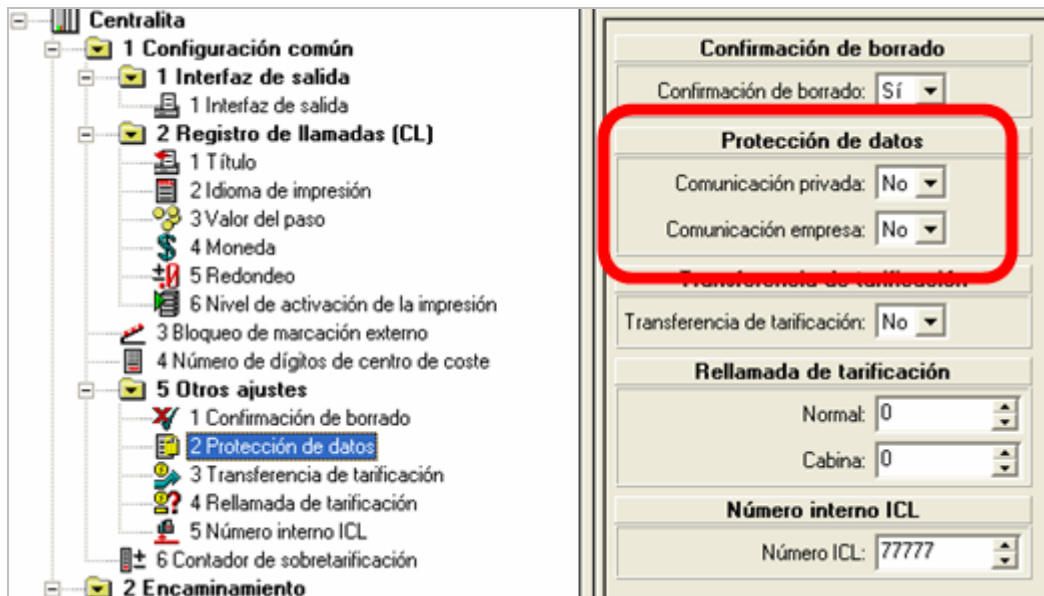 Centralita
1 Configuración común
1 Interfaz de salida
1 Interfaz de salida
2 Registro de llamadas (CL)
1 Título
2 Idioma de impresión
3 Valor del paso
4 Moneda
5 Redondeo
6 Nivel de activación de la impresión
3 Bloqueo de marcación externo
4 Número de dígitos de centro de coste
5 Otros ajustes
1 Confirmación de borrado
2 Protección de datos
3 Transferencia de tarificación
4 Rellamada de tarificación
5 Número interno ICL
6 Contador de sobretarificación
2 Encaminamiento
Confirmación de borrado
Confirmación de borrado: Sí
Protección de datos
Comunicación privada: No
Comunicación empresa: No
Transferencia de tarificación
Transferencia de tarificación: No
Rellamada de tarificación
Normal: 0
Cabina: 0
Número interno ICL
Número ICL: 77777